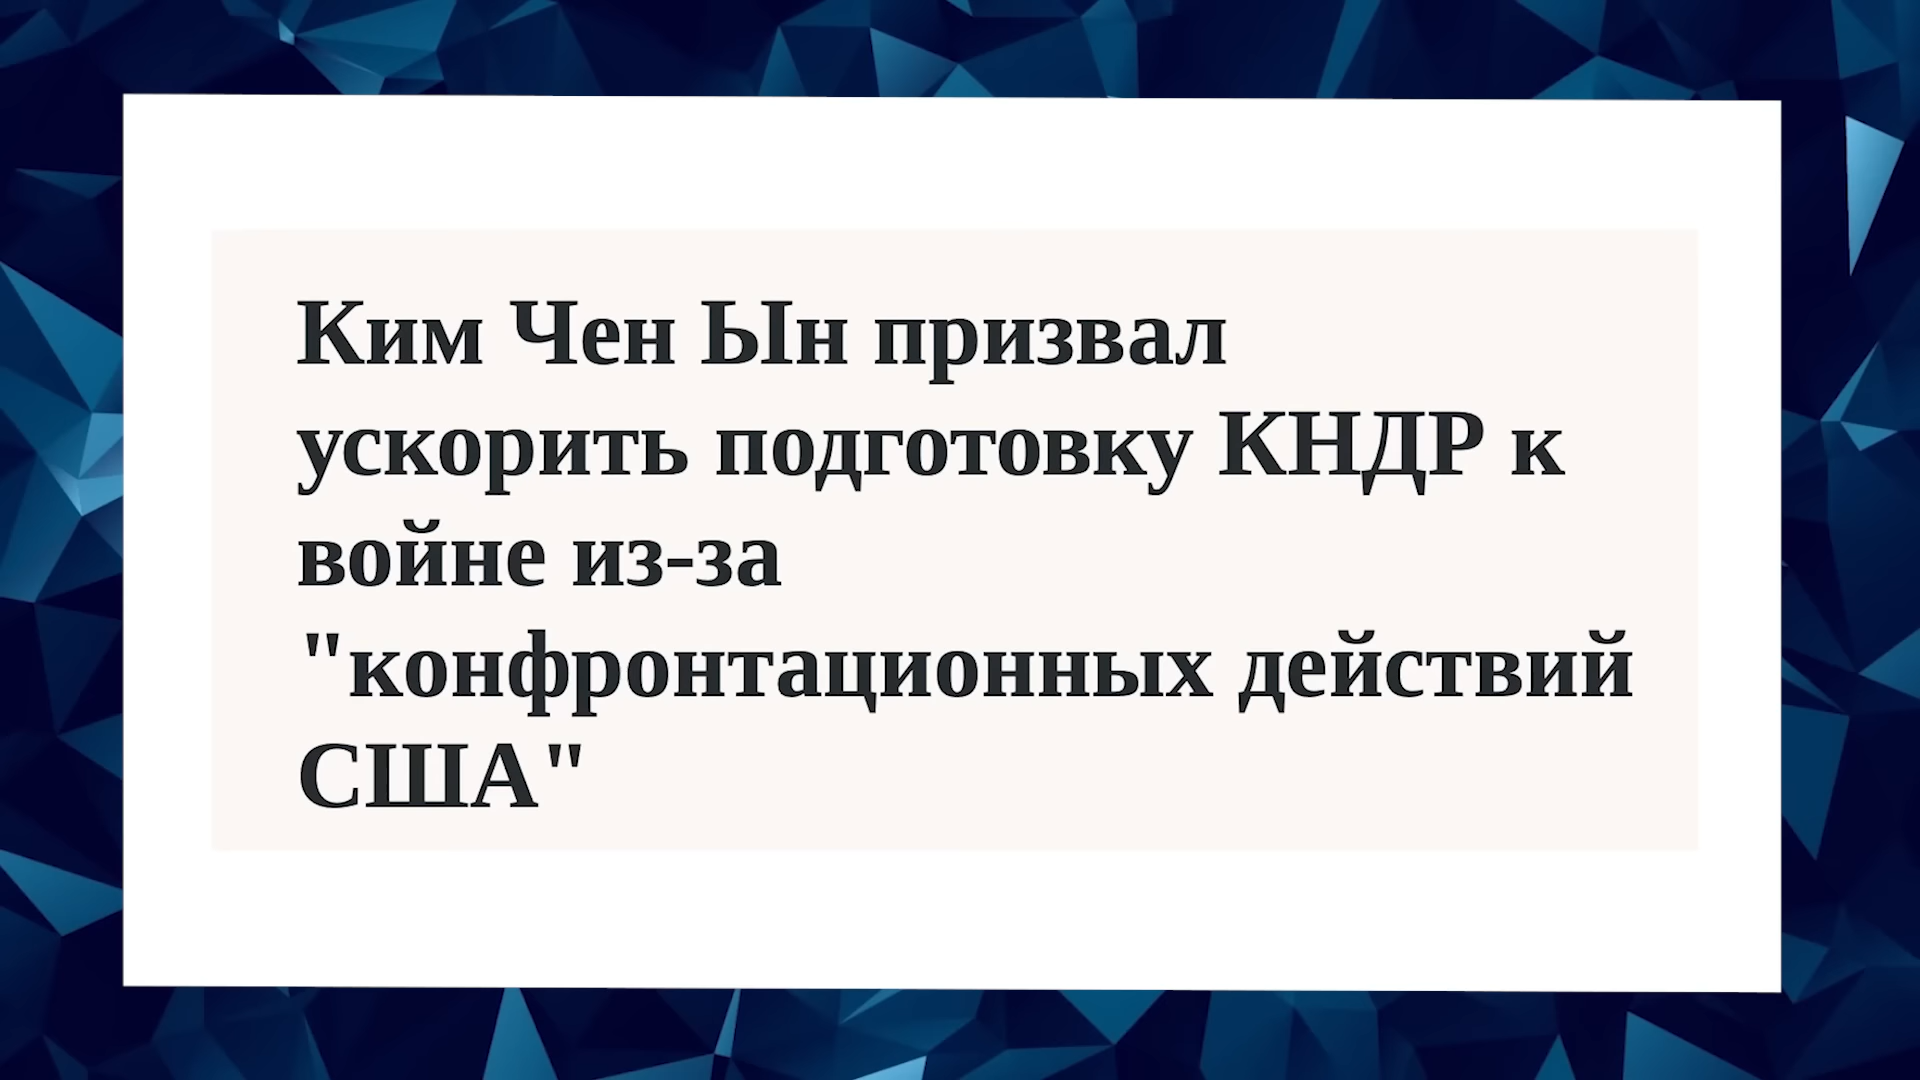 Ким Чен Ын призвал
ускорить подготовку КНДР к
войне из-за
"конфронтационных действий
США"